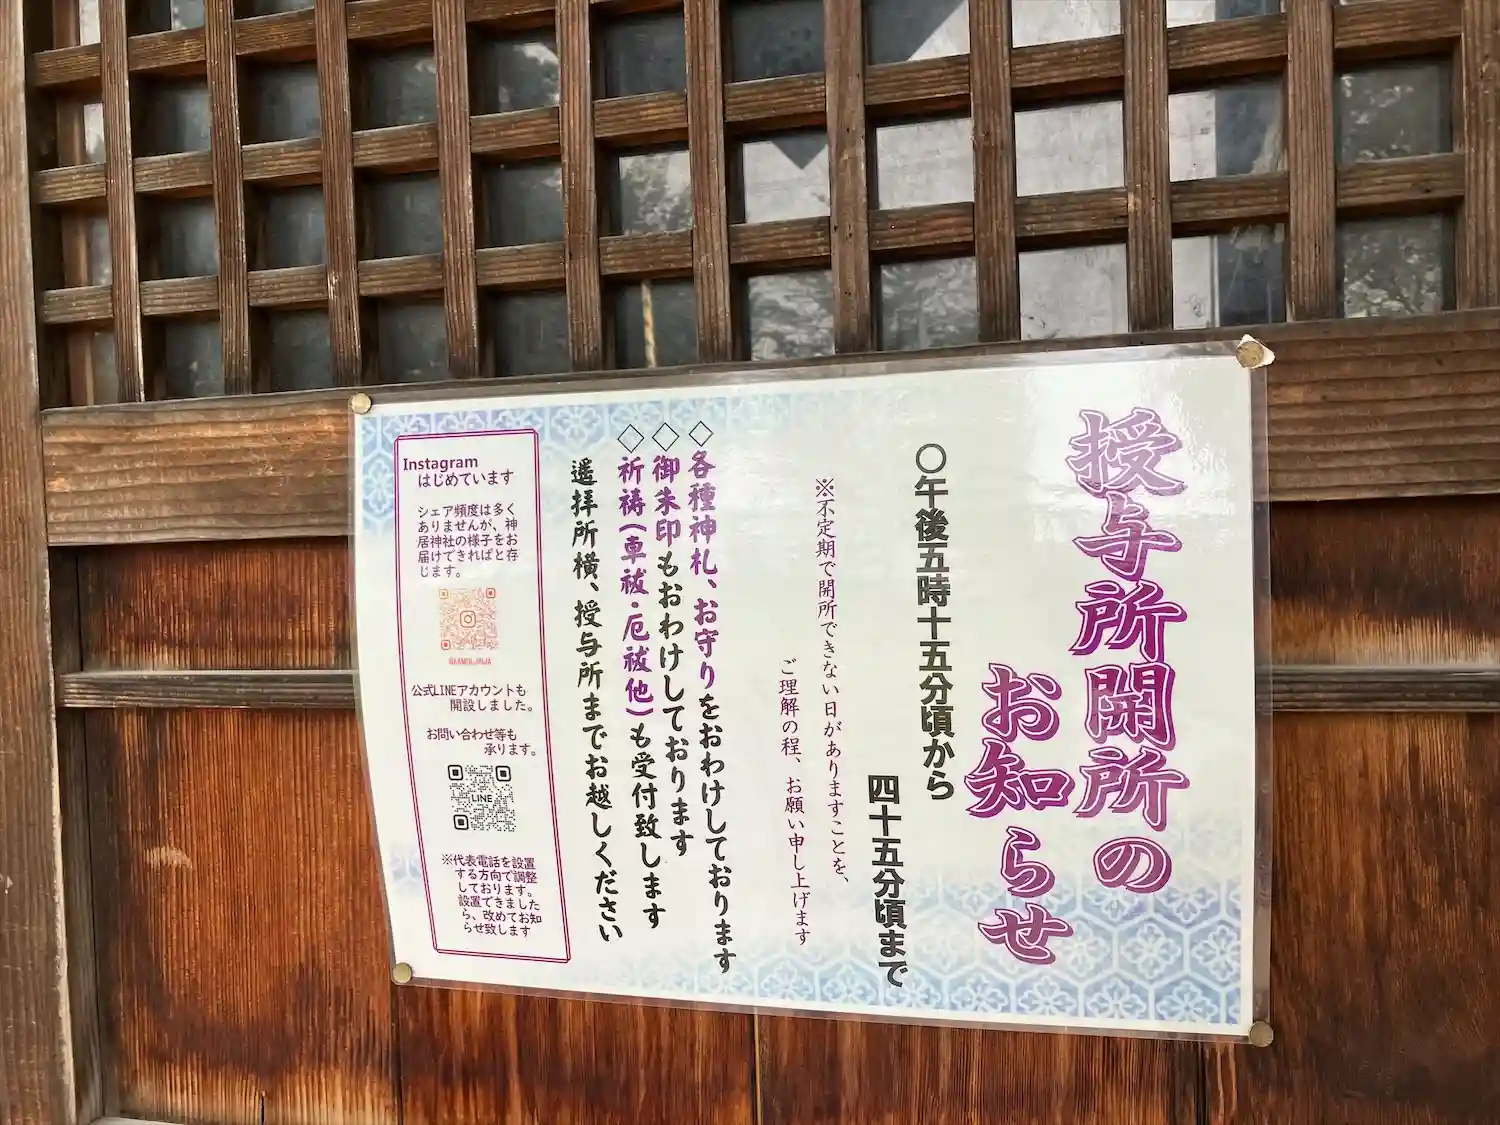 授与所開所の
お知らせ
〇午後五時十五分頃から
四十五分頃まで
※不定期で開所できない日がありますことを、
ご理解の程、お願い申し上げます
◇各種神札、お守りをおわけしております
◇御朱印もおわけしております
◇祈祷(車祓・厄祓他)も受付致します
遥拝所横、授与所までお越しください
Instagram
はじめています
シェア頻度は多く
ありませんが、神
居神社の様子をお
届けできればと存
じます。
公式LINEアカウントも
開設しました。
お問い合わせ等も
承ります。
LINE
※代表電話を設置
する方向で調整
しております。
設置できました
ら、改めてお知
らせ致します